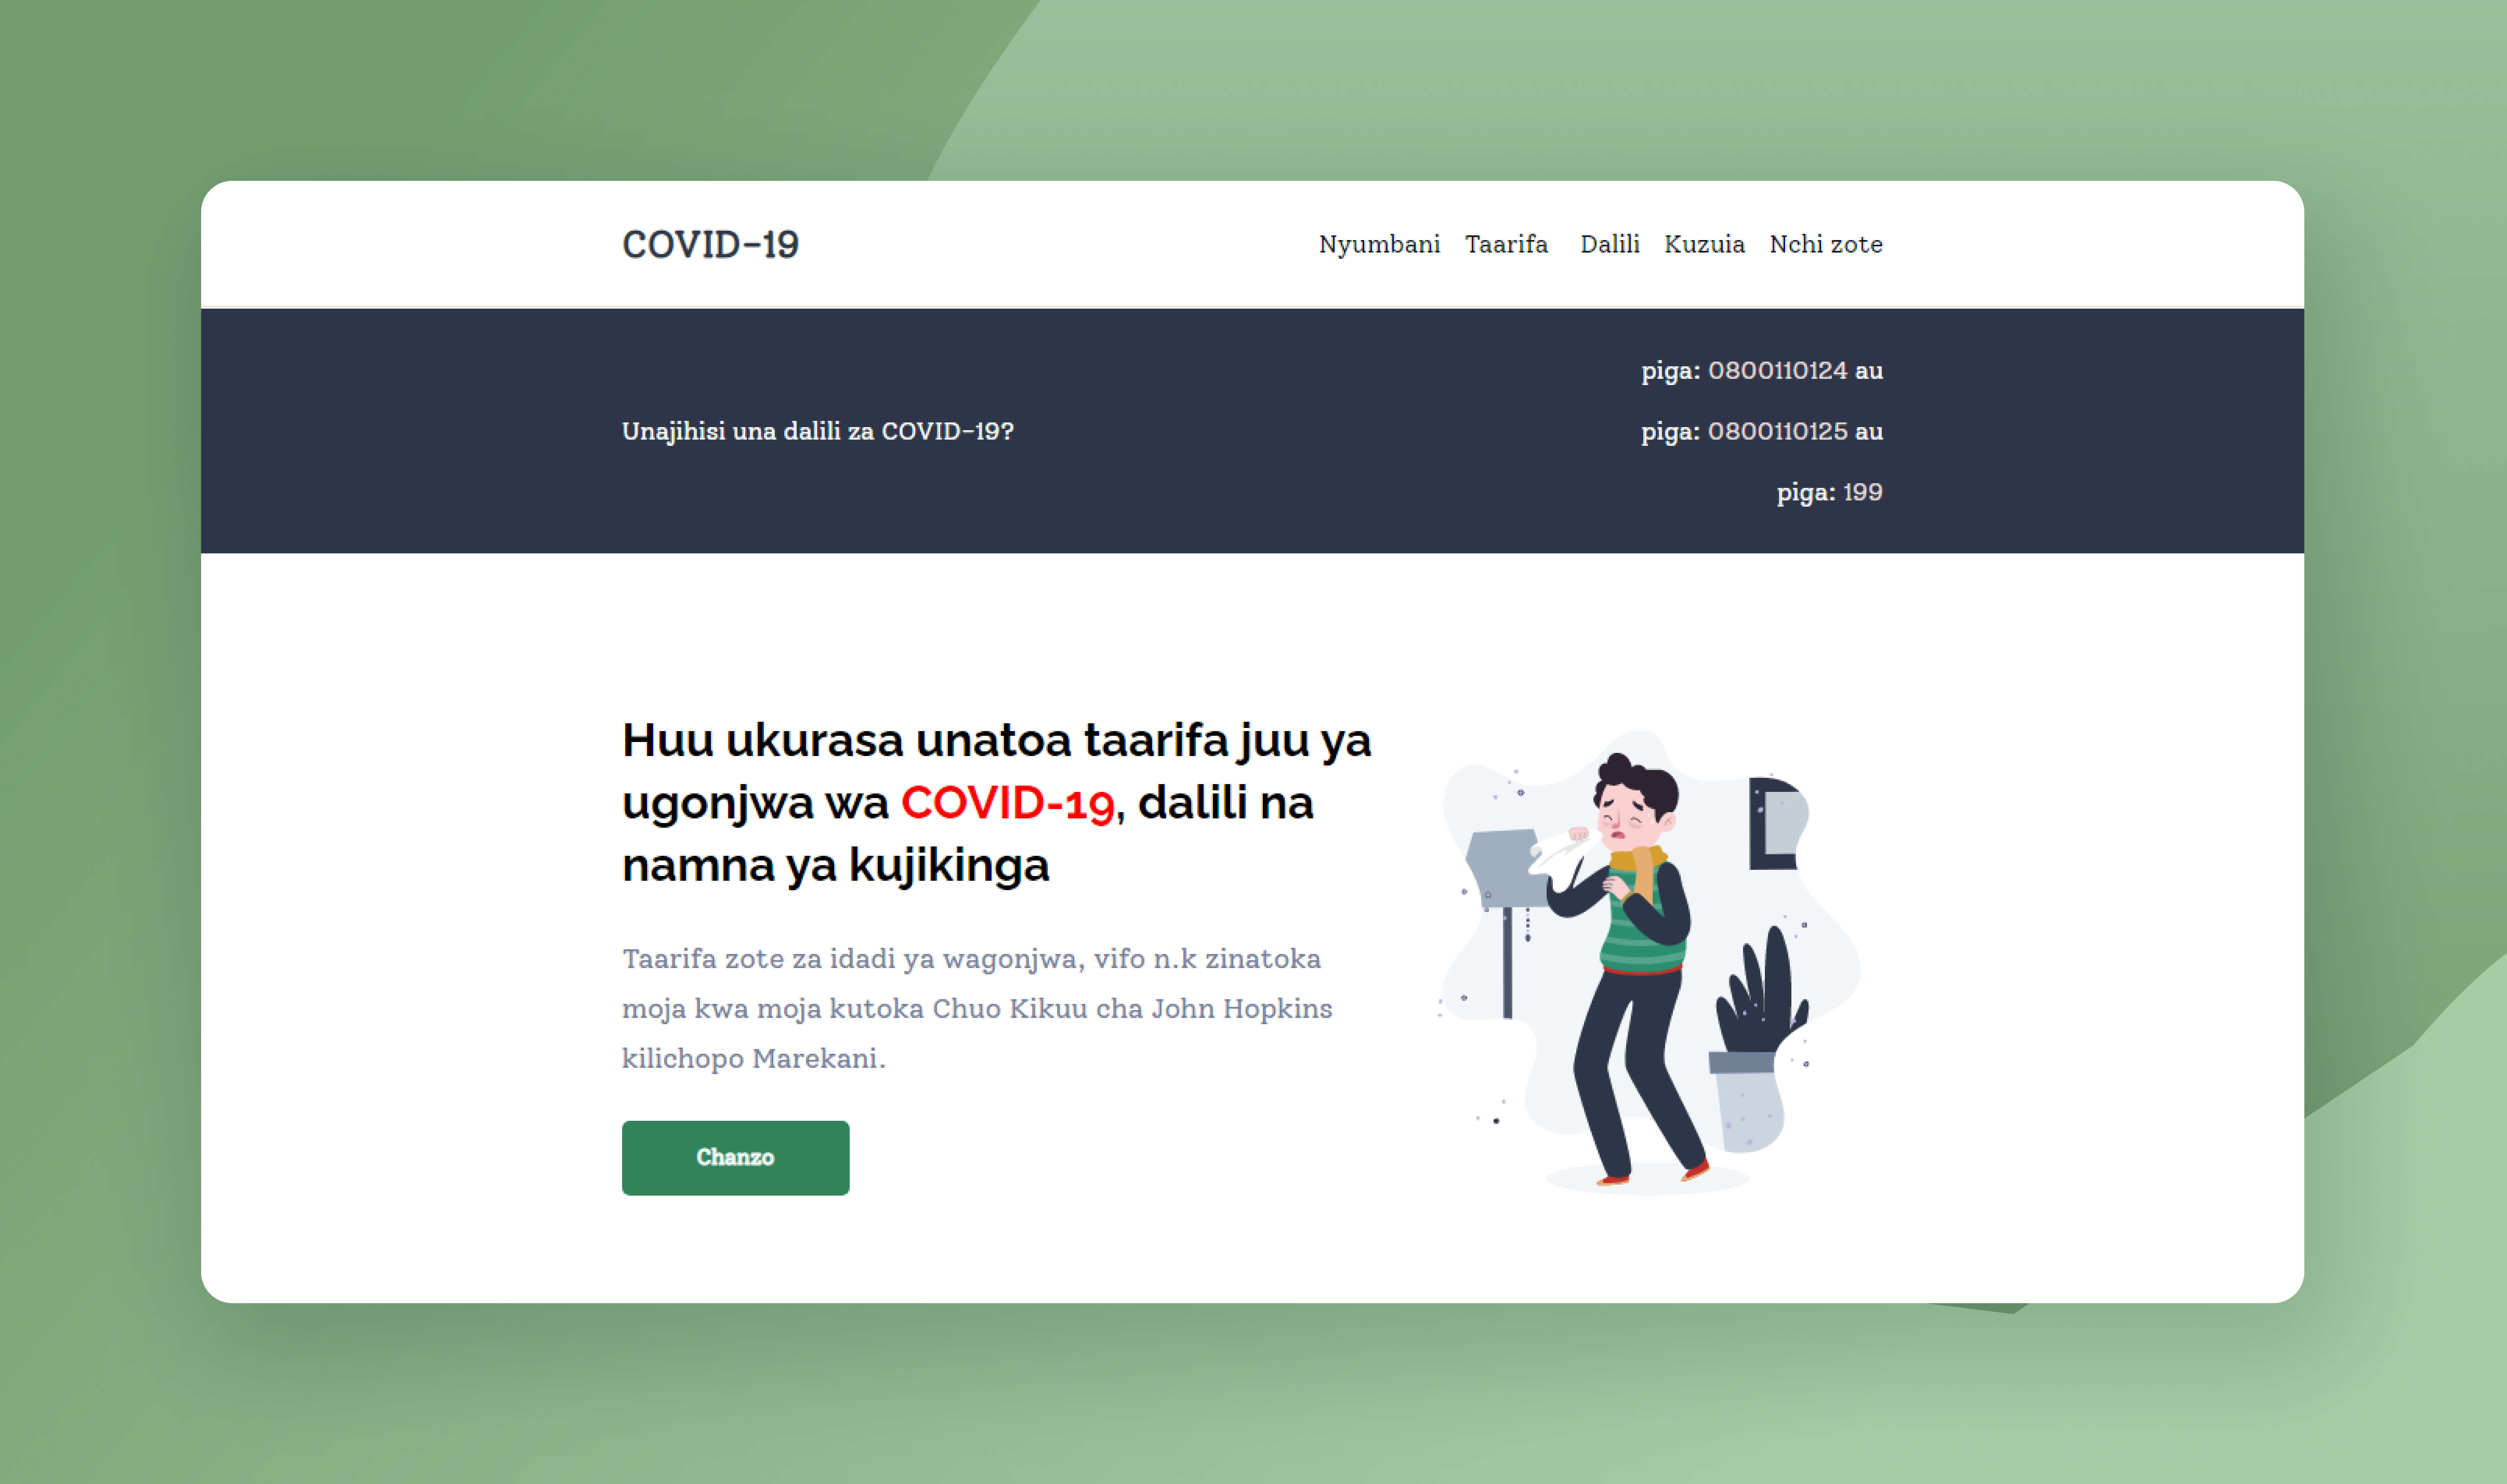 COVID-19
Nyumbani Taarifa Dalili Kuzuia Nchi zote
piga: 0800110124 au
Unajihisi una dalili za COVID-19?
piga: 0800110125 au
piga: 199
Huu ukurasa unatoa taarifa juu ya
ugonjwa wa COVID-19, dalili na
namna ya kujikinga
Taarifa zote za idadi ya wagonjwa, vifo n.k zinatoka
moja kwa moja kutoka Chuo Kikuu cha John Hopkins
kilichopo Marekani.
Chanzo